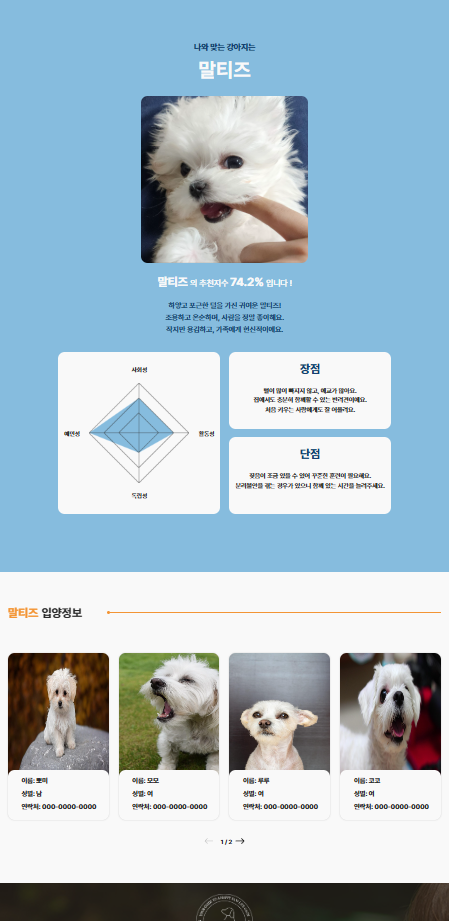 나와 맞는 강아지는
말티즈
말티즈 의 추천지수 74.2% 입니다 !
하얗고 포근한 털을 가진 귀여운 말티즈!
조용하고 온순하며, 사람을 정말 좋아해요.
작지만 용감하고, 가족에게 헌신적이에요.
사회성
예민성
활동성
독립성
장점
털이 많이 빠지지 않고, 애교가 많아요.
집에서도 충분히 함께할 수 있는 반려견이에요.
처음 키우는 사람에게도 잘 어울려요.
단점
짖음이 조금 있을 수 있어 꾸준한 훈련이 필요해요.
분리불안을 겪는 경우가 있으니 함께 있는 시간을 늘려주세요.
말티즈 입양정보
이름: 뽀미
성별: 남
연락처: 000-0000-0000
이름: 모모
성별: 여
연락처: 000-0000-0000
이름: 루루
성별: 여
연락처: 000-0000-0000
이름: 코코
성별: 여
연락처: 000-0000-0000
← 1 / 2 →